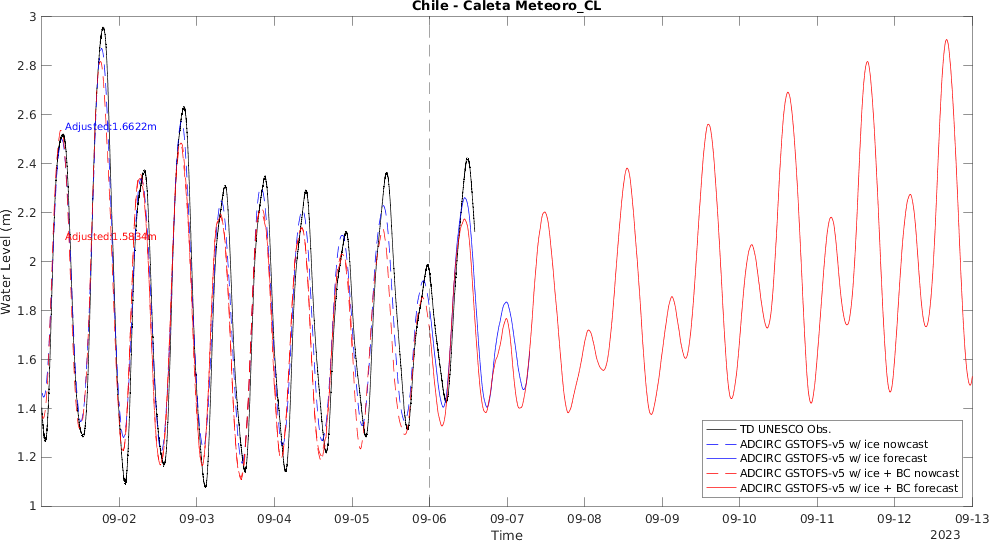 Chile - Caleta Meteoro_CL
3
2.8
2.6
2.4
2.2
2
1.8
1.6
1.4
1.2
1
Water Level (m)
Adjusted:1.6622m
Adjusted:1.5834m
TD UNESCO Obs.
ADCIRC GSTOFS-v5 w/ ice nowcast
ADCIRC GSTOFS-v5 w/ ice forecast
ADCIRC GSTOFS-v5 w/ ice + BC nowcast
ADCIRC GSTOFS-v5 w/ ice + BC forecast
09-02 09-03 09-04 09-05 09-06 09-07 09-08 09-09 09-10 09-11 09-12 09-13
Time
2023